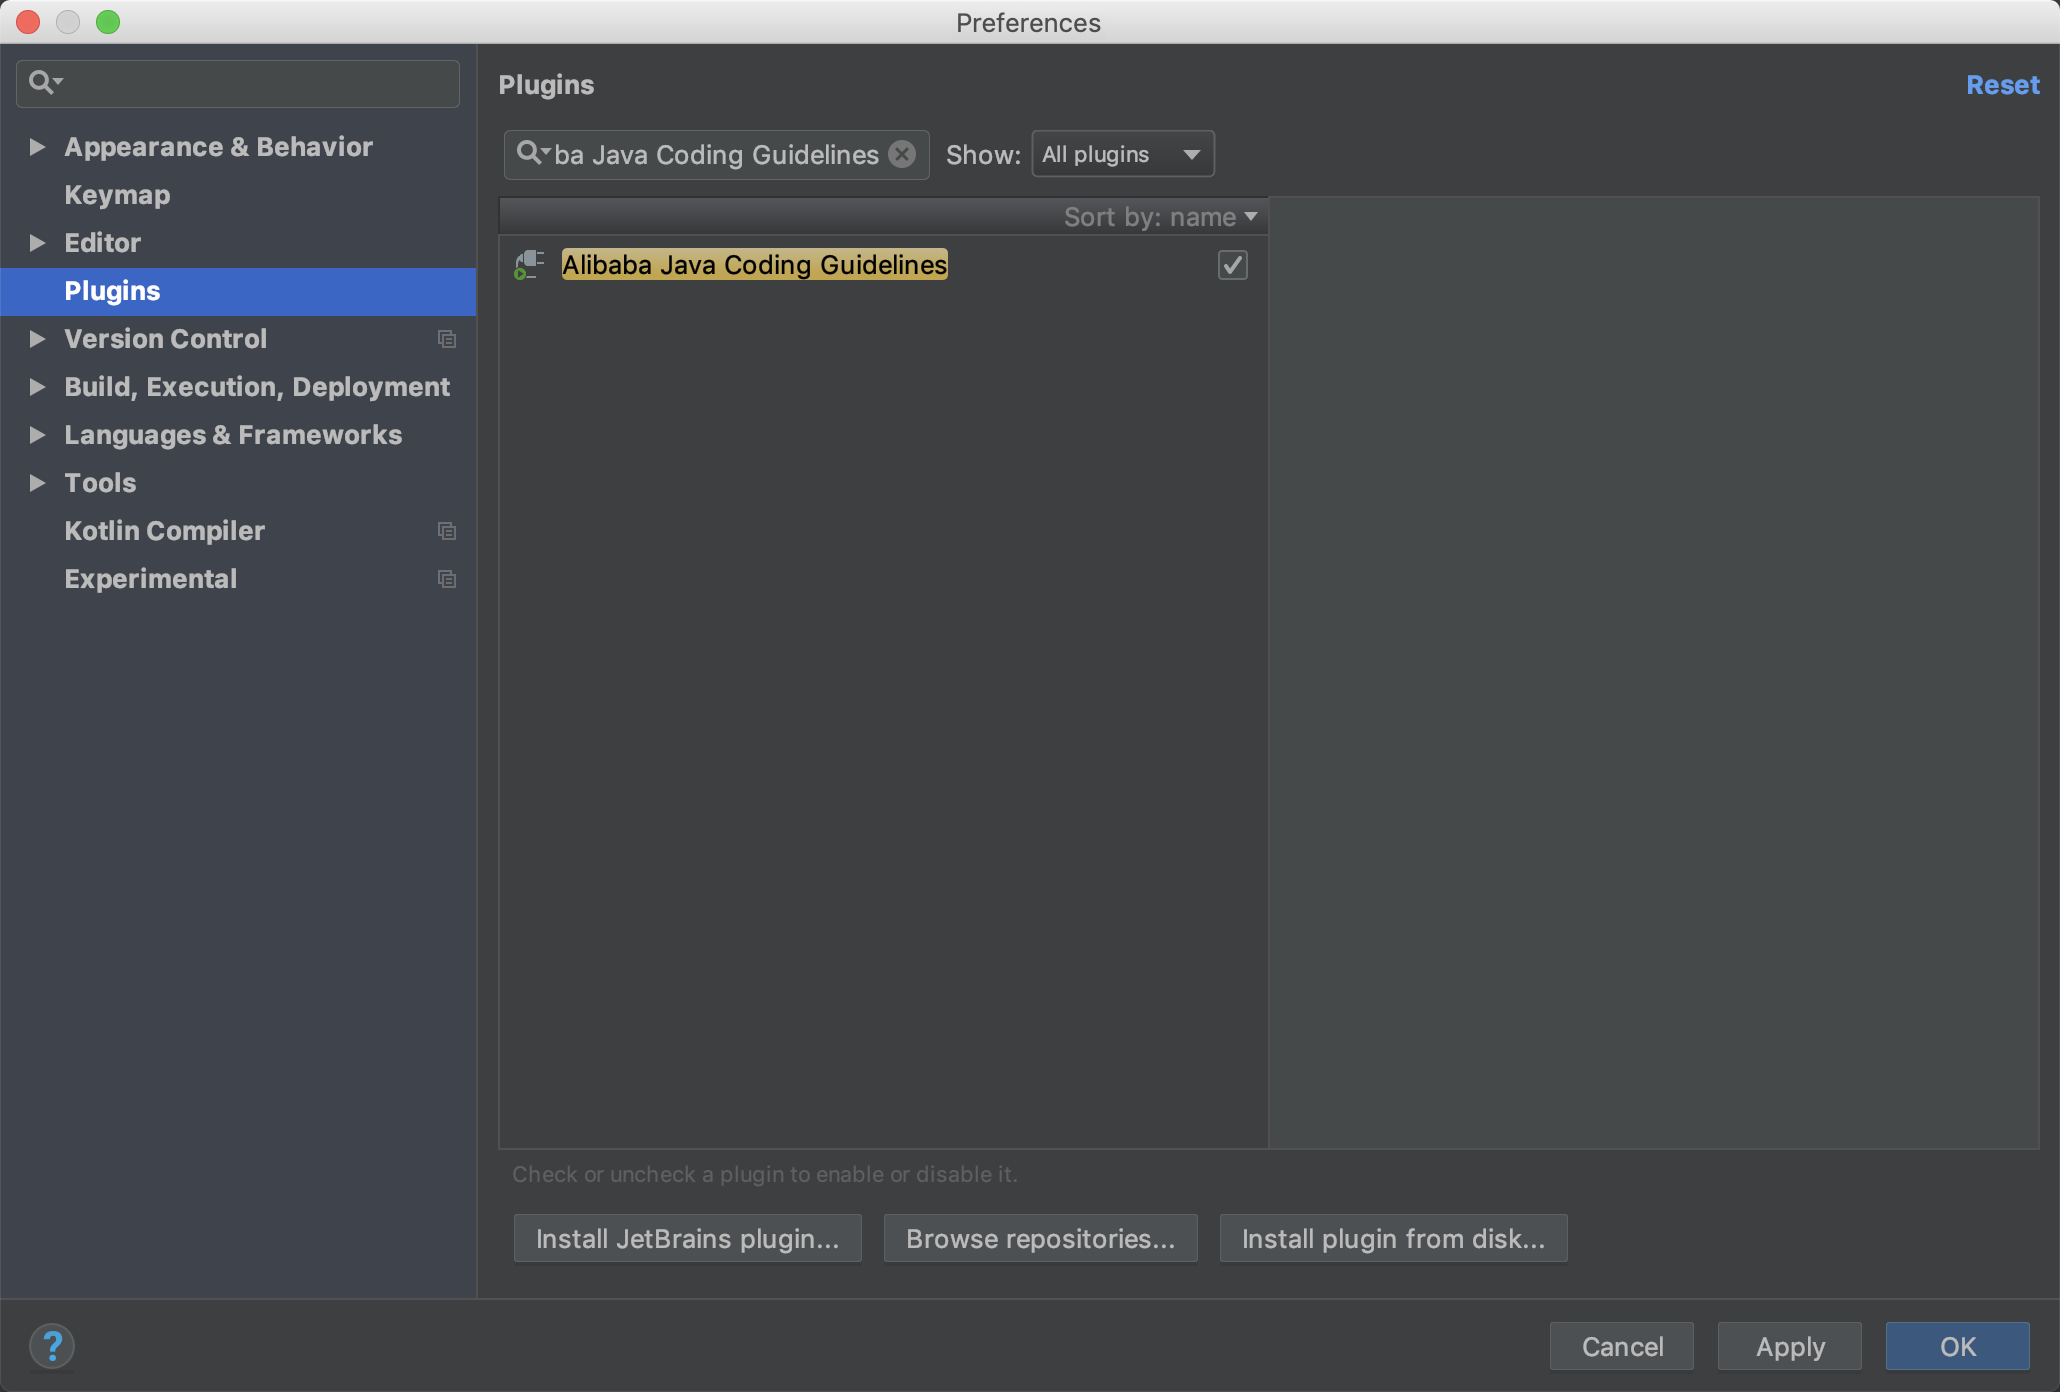 Preferences
Plugins
Reset
ba Java Coding Guidelines
Show:
All plugins
Sort by: name
Alibaba Java Coding Guidelines
Appearance & Behavior
Keymap
Editor
Plugins
Version Control
Build, Execution, Deployment
Languages & Frameworks
Tools
Kotlin Compiler
Experimental
Check or uncheck a plugin to enable or disable it.
Install JetBrains plugin...
Browse repositories...
Install plugin from disk...
?
Cancel
Apply
OK